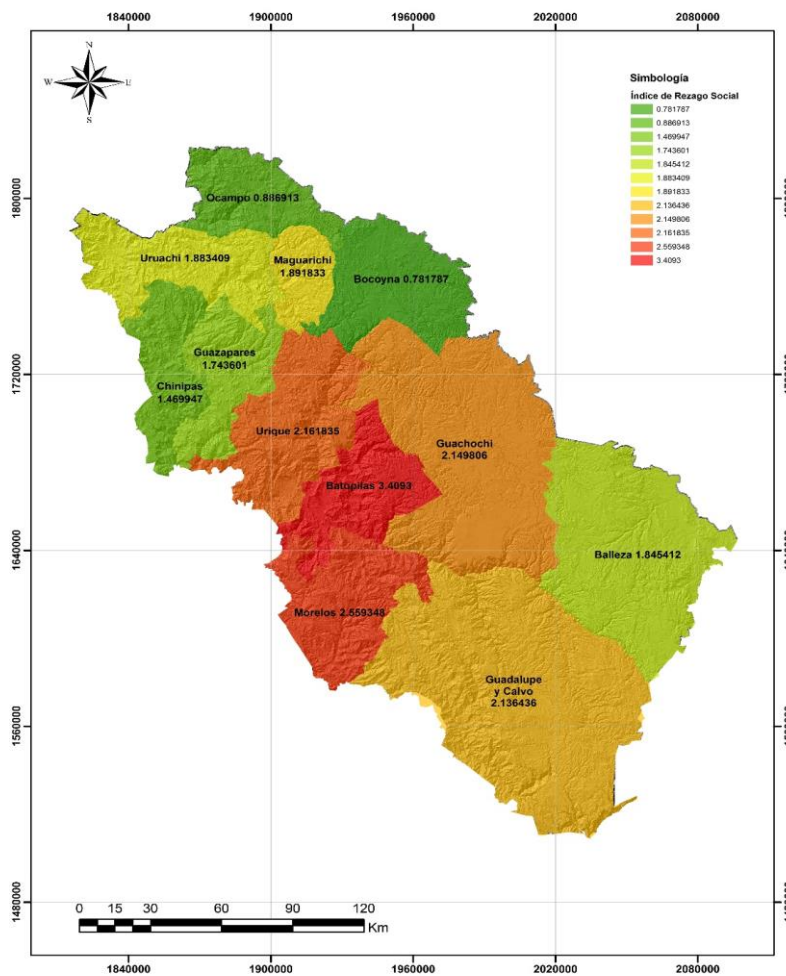 1840000 1900000 1960000 2020000 2080000
N
W E
S
Simbología
Índice de Rezago Social
0.781787
0.886913
1.469947
1.743601
1.845412
1.883409
1.891833
2.136436
2.149806
2.161835
2.559348
3.4093
1800000
Ocampo 0.886913
Uruachi 1.883409
Maguarichi
1.891833
Bocoyna 0.781787
1720000
Guazapares
1.743601
Chinipas
1.469947
Urique 2.161835
Guachochi
2.149806
Batopilas 3.4093
1640000
Balleza 1.845412
Morelos 2.559348
Guadalupe
y Calvo
2.136436
1560000
1480000
0 15 30 60 90 120
Km
1840000 1900000 1960000 2020000 2080000